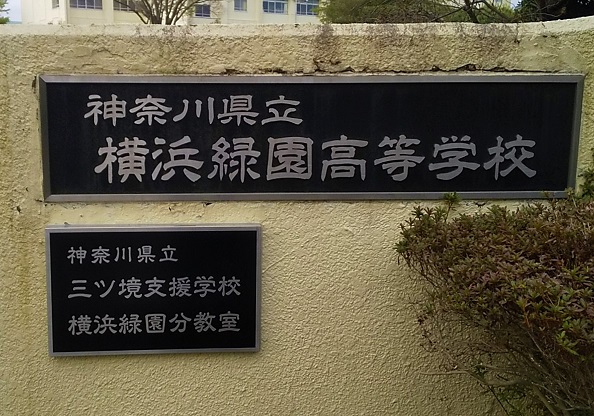 神奈川県立
横浜緑園高等学校
神奈川県立
三ツ境支援学校
横浜緑園分教室